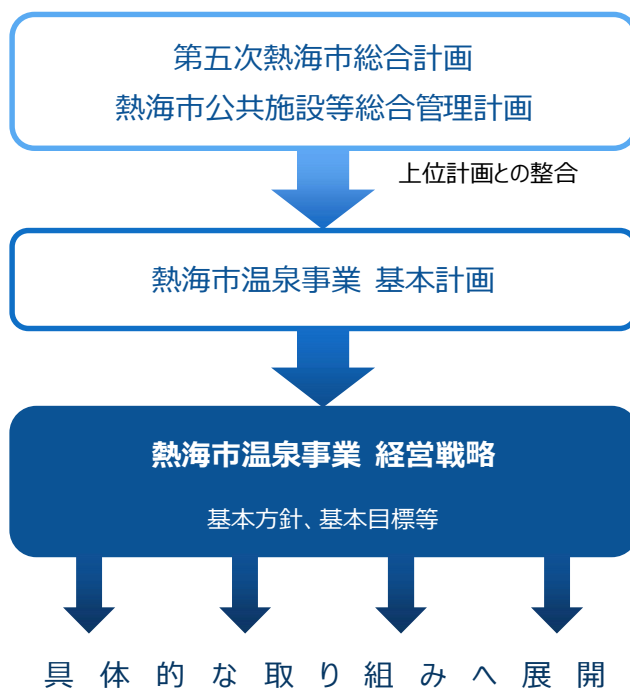 第五次熱海市総合計画
熱海市公共施設等総合管理計画
上位計画との整合
熱海市温泉事業 基本計画
熱海市温泉事業 経営戦略
基本方針、基本目標等
具体的な取り組みへ展開